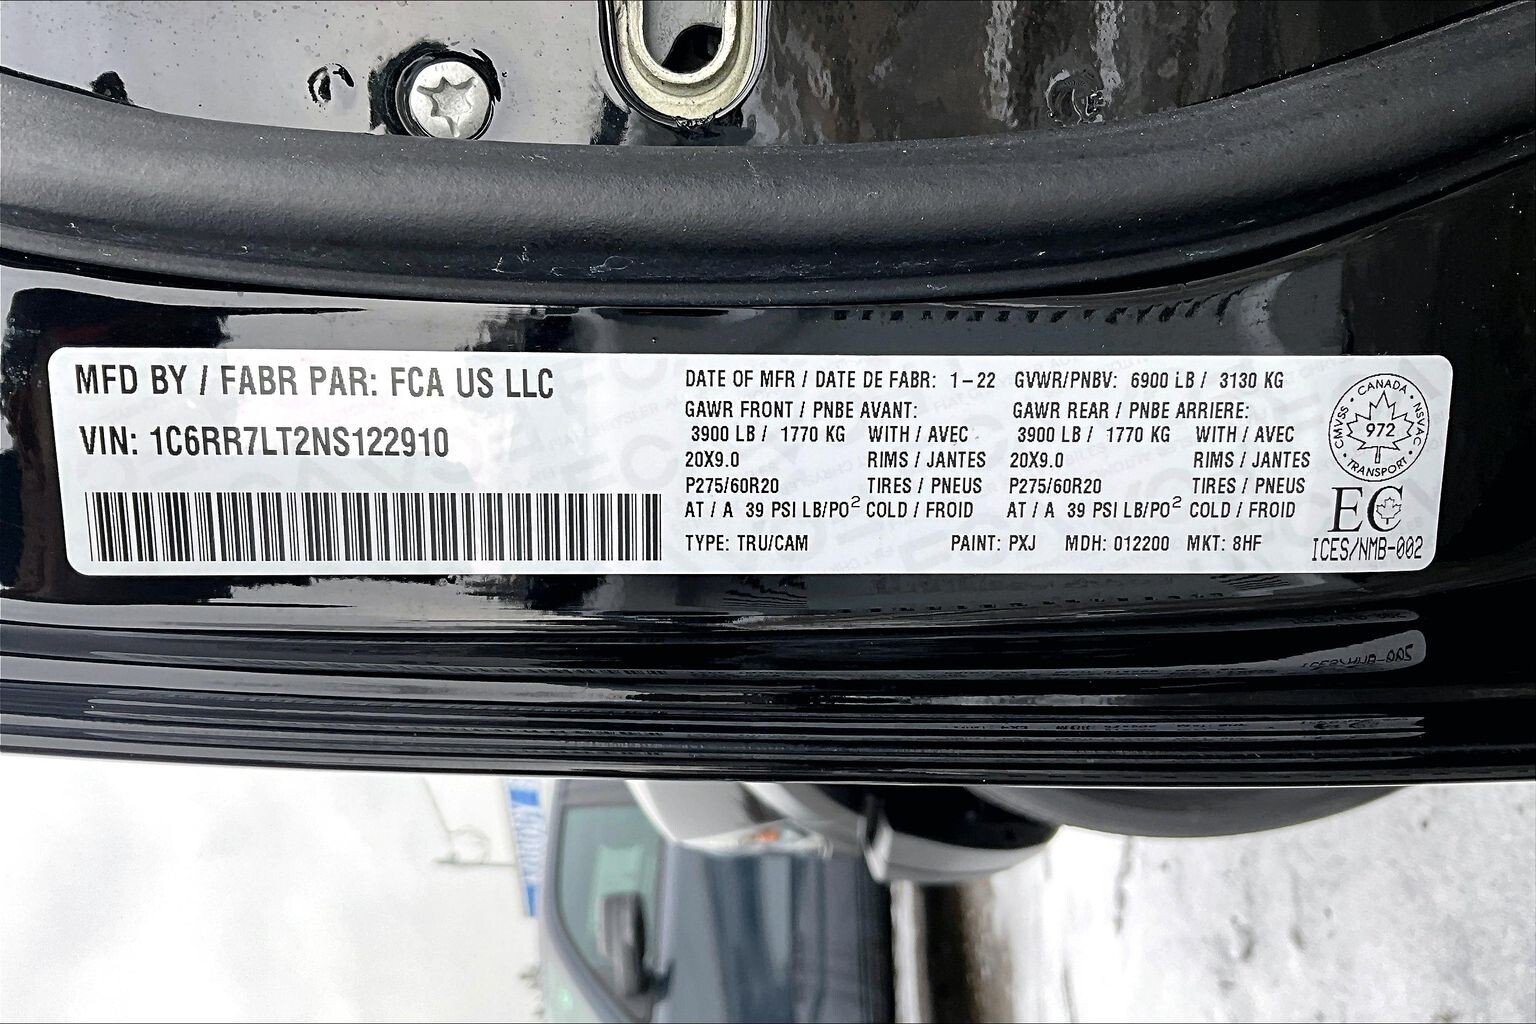 MFD BY / FABR PAR: FCA US LLC
VIN: 1C6RR7LT2NS122910
DATE OF MFR / DATE DE FABR: 1-22 GVWR/PNBV: 6900 LB / 3130 KG
GAWR FRONT / PNBE AVANT: GAWR REAR / PNBE ARRIERE:
3900 LB / 1770 KG WITH / AVEC 3900 LB / 1770 KG WITH / AVEC
20X9.0 RIMS / JANTES 20X9.0 RIMS / JANTES
P275/60R20 TIRES / PNEUS P275/60R20 TIRES / PNEUS
AT / A 39 PSI LB/PO² COLD / FROID AT / A 39 PSI LB/PO² COLD / FROID
TYPE: TRU/CAM PAINT: PXJ MDH: 012200 MKT: 8HF
CMVSS · CANADA · NSVAC · TRANSPORT ·
972
EC
ICES/NMB-002